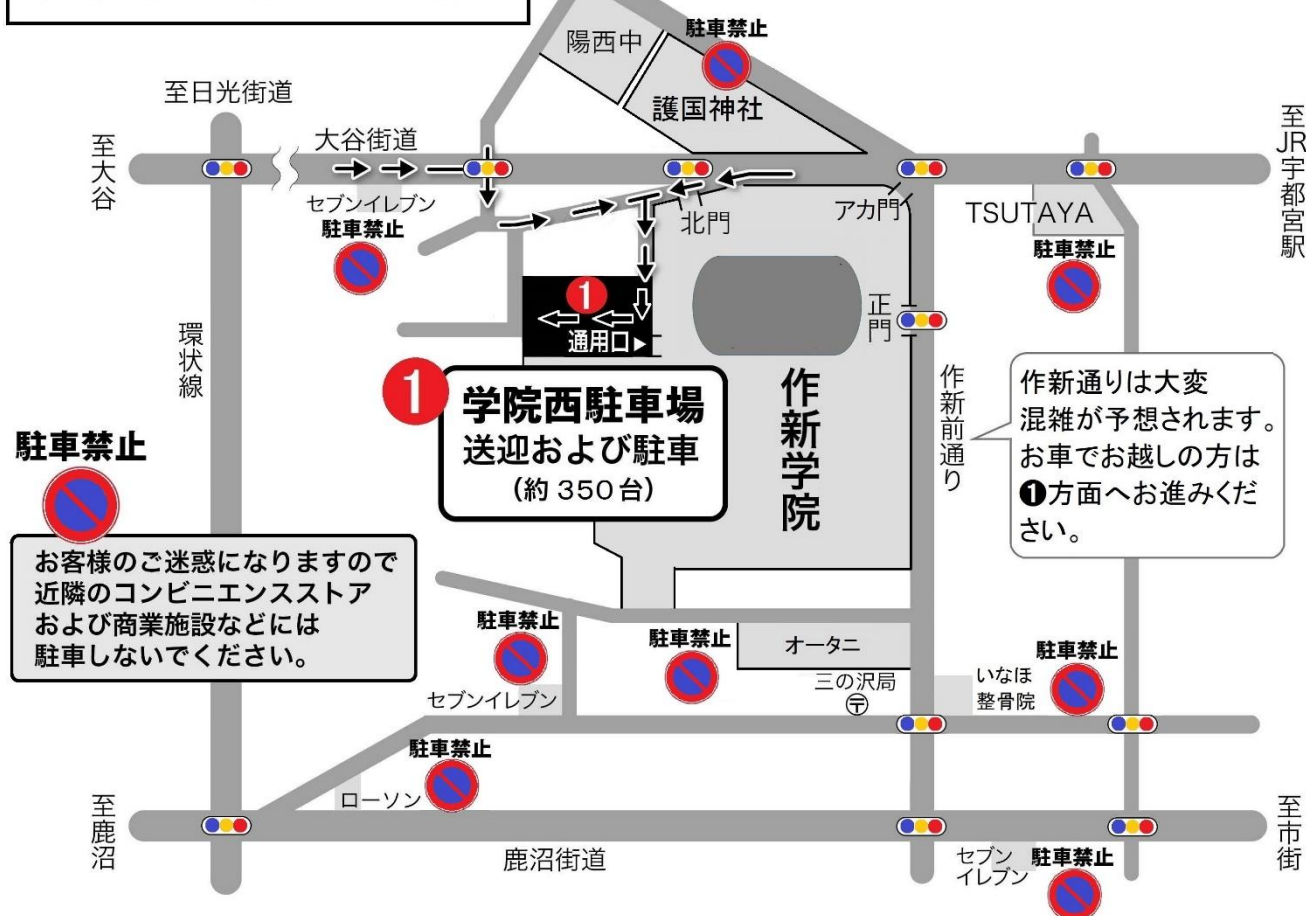 陽西中
駐車禁止
護国神社
至日光街道
至大谷
大谷街道
至JR宇都宮駅
セブンイレブン
駐車禁止
北門
アカ門
TSUTAYA
駐車禁止
正門
環状線
1
通用口▶
1
学院西駐車場
送迎および駐車
(約350台)
作新学院
作新前通り
作新通りは大変
混雑が予想されます。
お車でお越しの方は
❶方面へお進みくだ
さい。
駐車禁止
お客様のご迷惑になりますので
近隣のコンビニエンスストア
および商業施設などには
駐車しないでください。
駐車禁止
セブンイレブン
駐車禁止
オータニ
三の沢局
〒
いなほ
整骨院
駐車禁止
駐車禁止
ローソン
至鹿沼
鹿沼街道
セブン
イレブン
駐車禁止
至市街